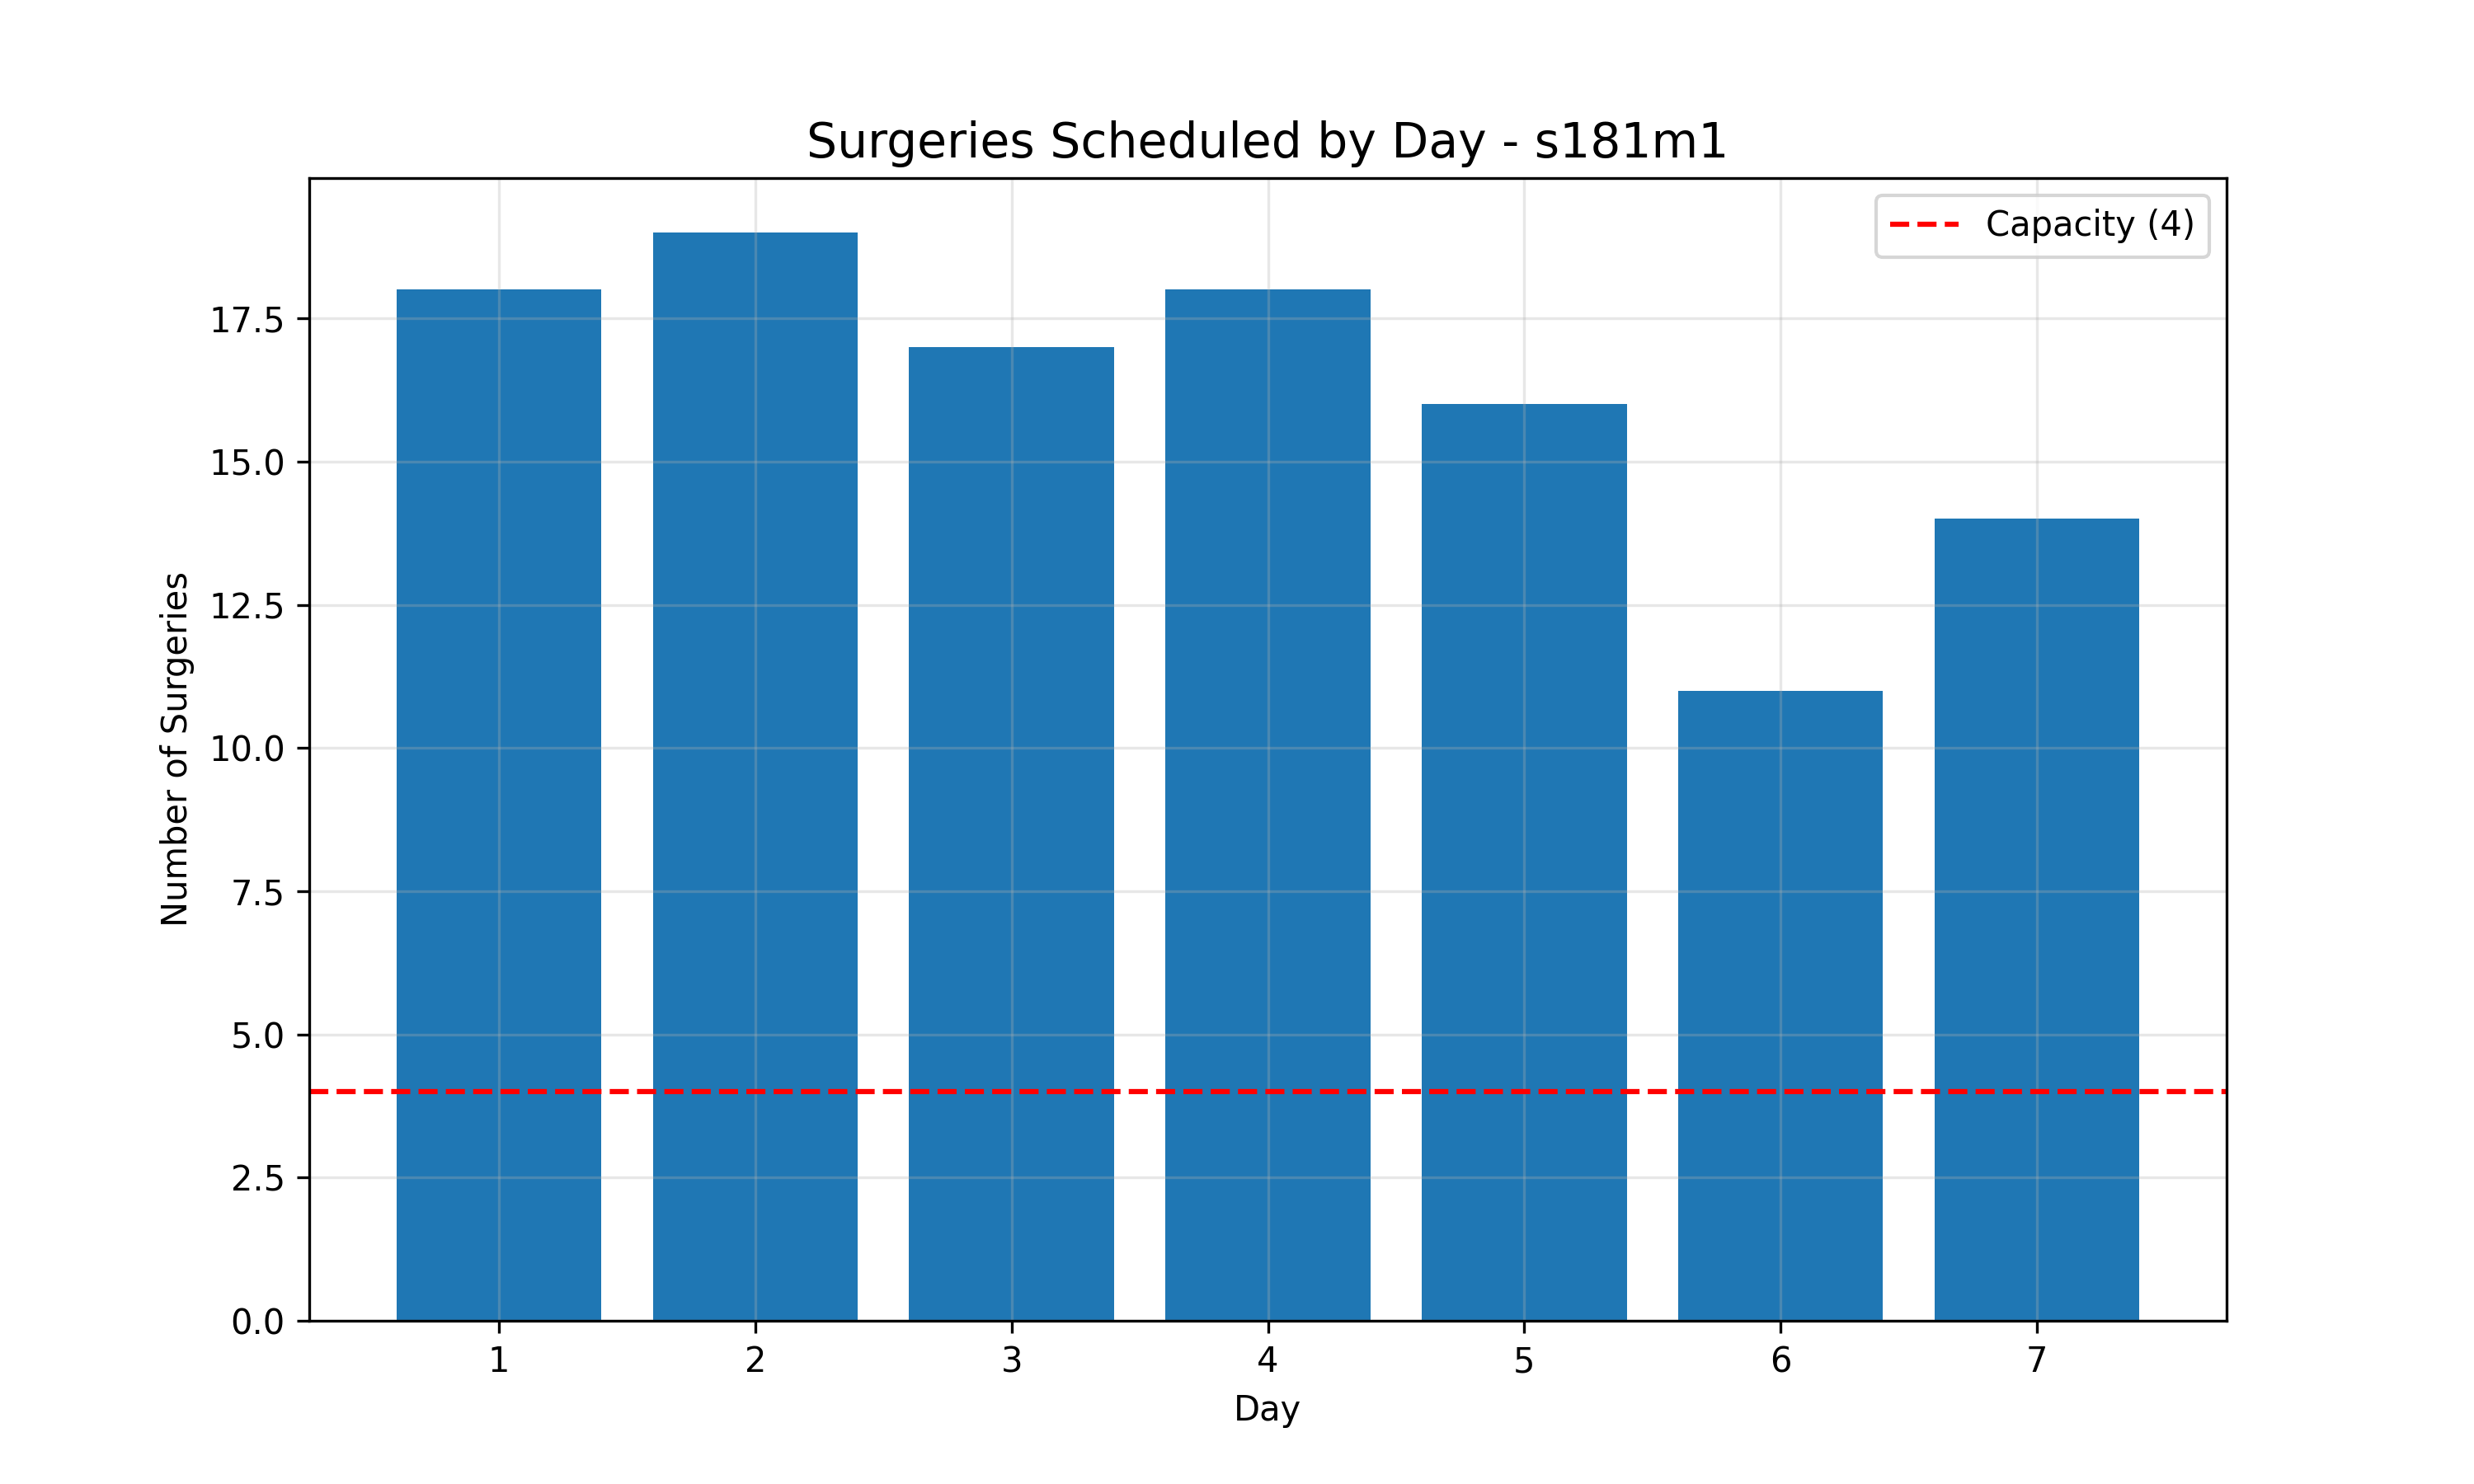 Surgeries Scheduled by Day - s181m1
Capacity (4)
Number of Surgeries
17.5
15.0
12.5
10.0
7.5
5.0
2.5
0.0
1 2 3 4 5 6 7
Day